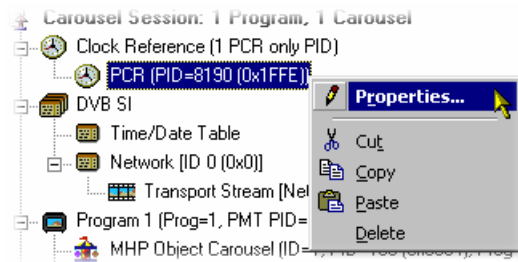 Carousel Session: 1 Program, 1 Carousel
Clock Reference (1 PCR only PID)
PCR (PID=8190 (0x1FFE))
Properties...
DVB SI
Time/Date Table
Cut
Network [ID 0 (0x0)]
Copy
Transport Stream [Net
Paste
Program 1 (Prog=1, PMT PID=
Delete
MHP Object Carousel (ID=